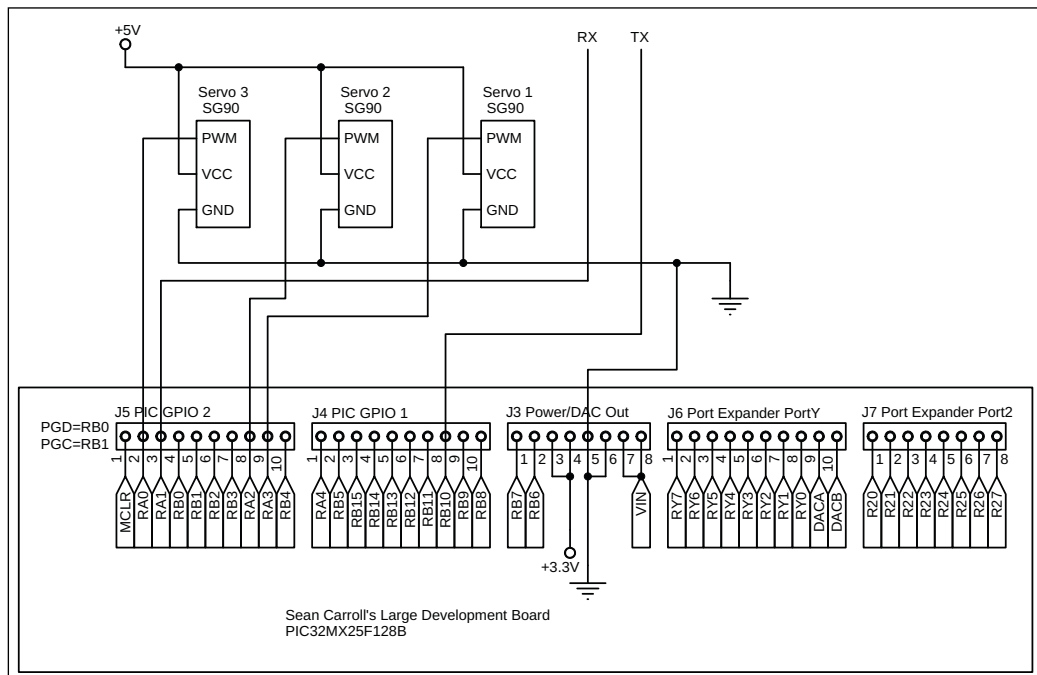 +5V
RX TX
Servo 3 Servo 2 Servo 1
SG90 SG90 SG90
PWM PWM PWM
VCC VCC VCC
GND GND GND
J5 PIC GPIO 2 J4 PIC GPIO 1 J3 Power/DAC Out J6 Port Expander PortY J7 Port Expander Port2
PGD=RB0
PGC=RB1
1 2 3 4 5 6 7 8 9 10 1 2 3 4 5 6 7 8 9 10 1 2 3 4 5 6 7 8 1 2 3 4 5 6 7 8 9 10 1 2 3 4 5 6 7 8
MCLR RA0 RA1 RB0 RB1 RB2 RB3 RA2 RA3 RB4 RA4 RB5 RB15 RB14 RB13 RB12 RB11 RB10 RB9 RB8 RB7 RB6 VIN RY7 RY6 RY5 RY4 RY3 RY2 RY1 RY0 DACA DACB R20 R21 R22 R23 R24 R25 R26 R27
+3.3V
Sean Carroll's Large Development Board
PIC32MX25F128B